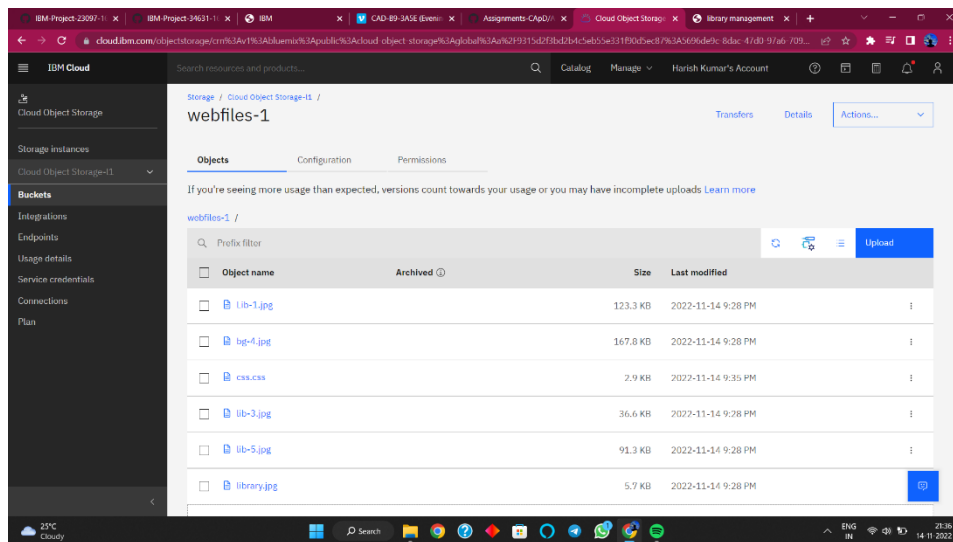 IBM-Project-23097-1(
IBM-Project-34631-1(
IBM
CAD-B9-3A5E (Evenin
Assignments-CApD/
Cloud Object Storag
library management
cloud.ibm.com/objectstorage/crn%3Av1%3Abluemix%3Apublic%3Acloud-object-storage%3Aglobal%3Aa%2F9315d2f3bd2b4c5eb55e331f90d5ec87%3A5696de9c-8dac-47d0-97a6-709...
IBM Cloud
Search resources and products...
Catalog
Manage
Harish Kumar's Account
Cloud Object Storage
Storage instances
Cloud Object Storage-I1
Buckets
Integrations
Endpoints
Usage details
Service credentials
Connections
Plan
Storage / Cloud Object Storage-I1 /
webfiles-1
Transfers
Details
Actions...
Objects
Configuration
Permissions
If you're seeing more usage than expected, versions count towards your usage or you may have incomplete uploads Learn more
webfiles-1 /
Prefix filter
Upload
Object name Archived Size Last modified
Lib-1.jpg 123.3 KB 2022-11-14 9:28 PM
bg-4.jpg 167.8 KB 2022-11-14 9:28 PM
css.css 2.9 KB 2022-11-14 9:35 PM
lib-3.jpg 36.6 KB 2022-11-14 9:28 PM
lib-5.jpg 91.3 KB 2022-11-14 9:28 PM
library.jpg 5.7 KB 2022-11-14 9:28 PM
25°C
Cloudy
Search
ENG
IN
21:36
14-11-2022